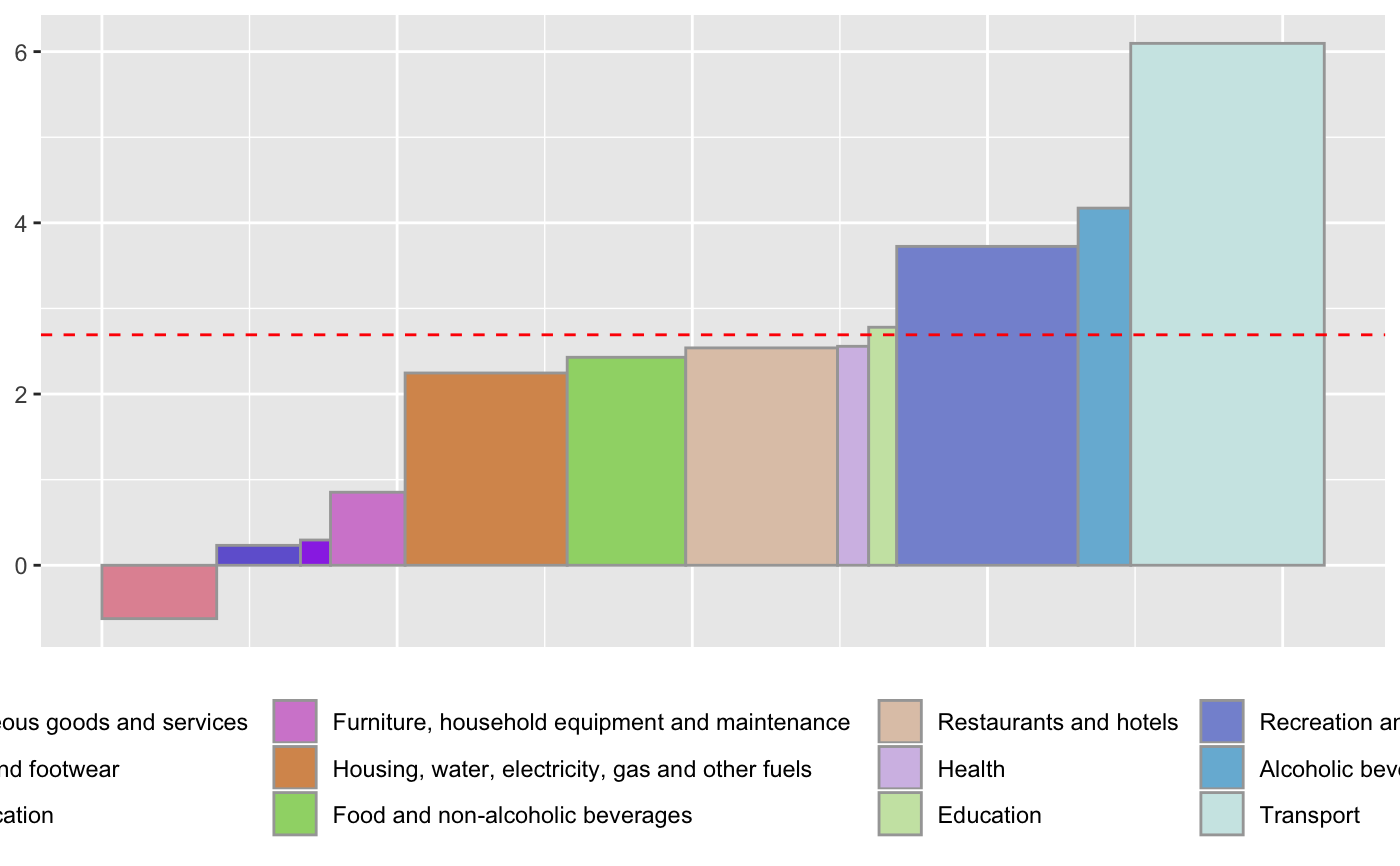 6
4
2
0
eous goods and services Furniture, household equipment and maintenance Restaurants and hotels Recreation an
nd footwear Housing, water, electricity, gas and other fuels Health Alcoholic beve
cation Food and non-alcoholic beverages Education Transport